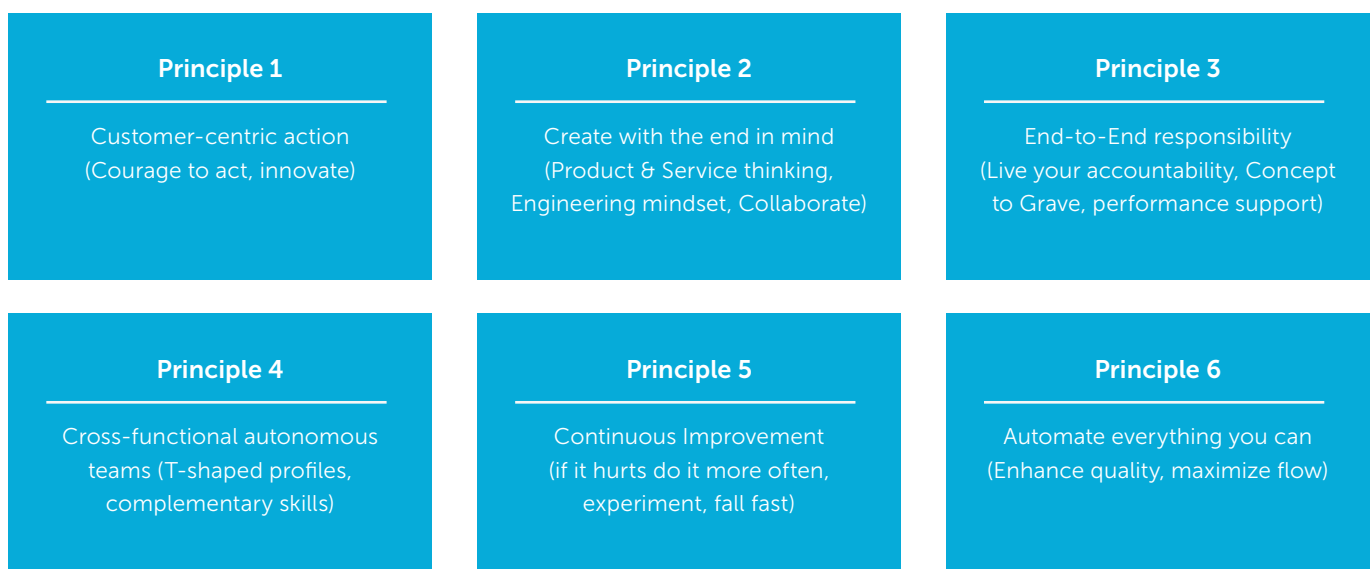 Principle 1
Customer-centric action
(Courage to act, innovate)
Principle 2
Create with the end in mind
(Product & Service thinking,
Engineering mindset, Collaborate)
Principle 3
End-to-End responsibility
(Live your accountability, Concept
to Grave, performance support)
Principle 4
Cross-functional autonomous
teams (T-shaped profiles,
complementary skills)
Principle 5
Continuous Improvement
(if it hurts do it more often,
experiment, fall fast)
Principle 6
Automate everything you can
(Enhance quality, maximize flow)